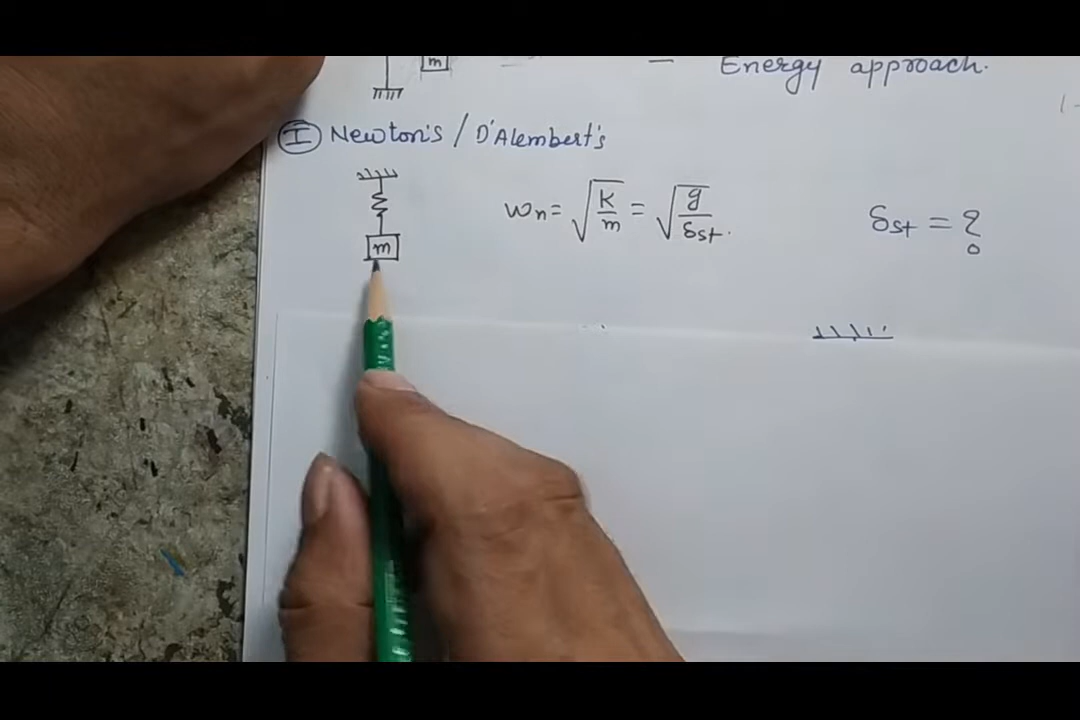 m
Energy approach.
I Newton's / D'Alembert's
m
ωn = √(K/m) = √(g/δst.)
δst = ?